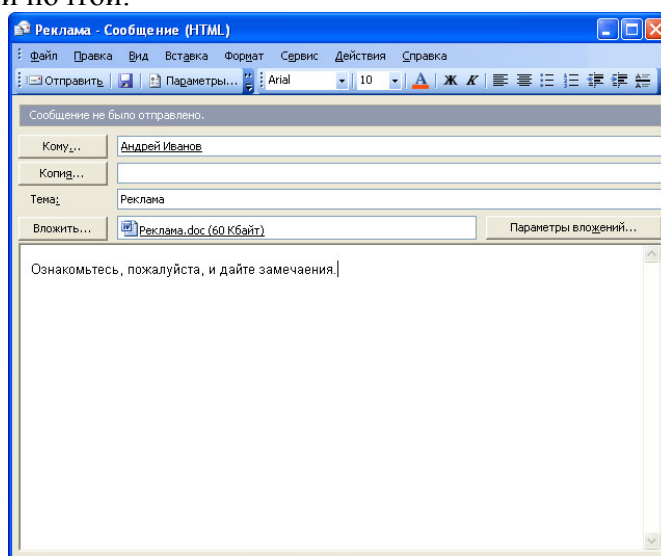 и почтой.
Реклама - Сообщение (HTML)
Файл Правка Вид Вставка Формат Сервис Действия Справка
Отправить Параметры... Arial 10 A Ж К
Сообщение не было отправлено.
Кому... Андрей Иванов
Копия...
Тема: Реклама
Вложить... Реклама.doc (60 Кбайт) Параметры вложений...
Ознакомьтесь, пожалуйста, и дайте замечаения.